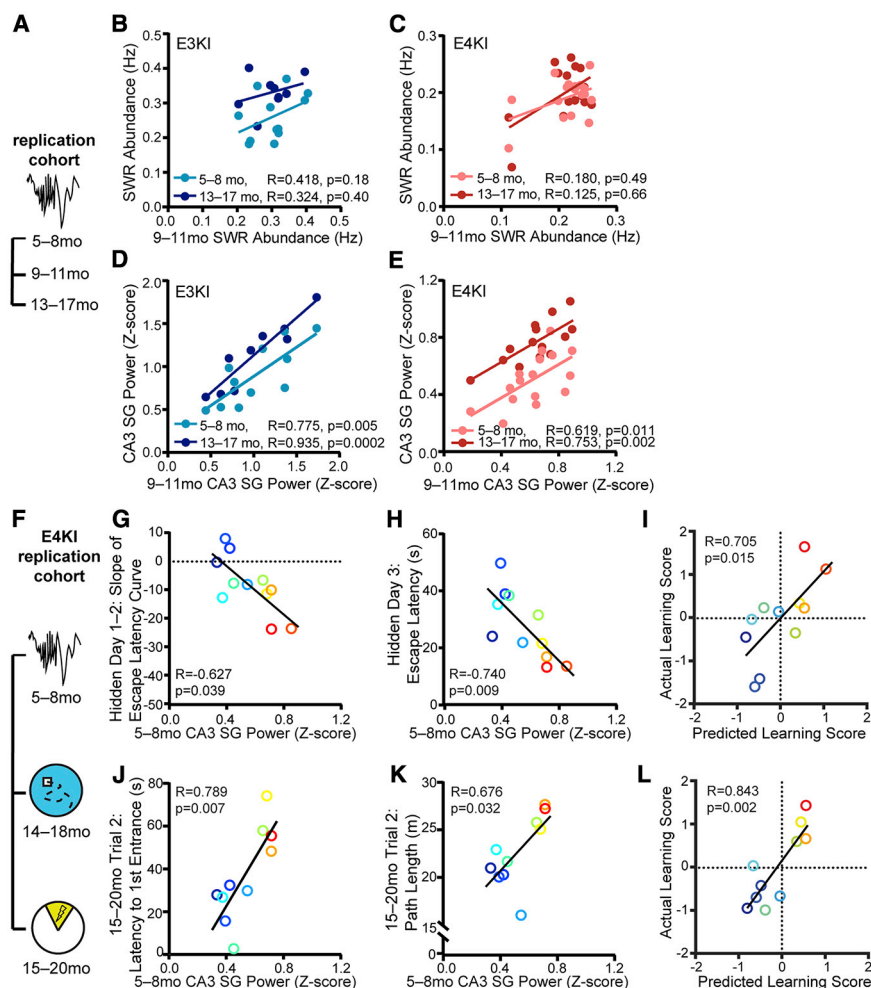 A
replication
cohort
5–8mo
9–11mo
13–17mo
B
E3KI
SWR Abundance (Hz)
0.5
0.4
0.3
0.2
0.1
0.0
5–8 mo, R=0.418, p=0.18
13–17 mo, R=0.324, p=0.40
0.0 0.1 0.2 0.3 0.4 0.5
9–11mo SWR Abundance (Hz)
C
E4KI
SWR Abundance (Hz)
0.3
0.2
0.1
0.0
5–8 mo, R=0.180, p=0.49
13–17 mo, R=0.125, p=0.66
0.0 0.1 0.2 0.3
9–11mo SWR Abundance (Hz)
D
E3KI
CA3 SG Power (Z-score)
2.0
1.5
1.0
0.5
0.0
5–8 mo, R=0.775, p=0.005
13–17 mo, R=0.935, p=0.0002
0.0 0.5 1.0 1.5 2.0
9–11mo CA3 SG Power (Z-score)
E
E4KI
CA3 SG Power (Z-score)
1.2
0.8
0.4
0.0
5–8 mo, R=0.619, p=0.011
13–17 mo, R=0.753, p=0.002
0.0 0.4 0.8 1.2
9–11mo CA3 SG Power (Z-score)
F
E4KI
replication
cohort
5–8mo
14–18mo
15–20mo
G
Hidden Day 1–2: Slope of
Escape Latency Curve
10
0
-10
-20
-30
-40
-50
R=-0.627
p=0.039
0.0 0.4 0.8 1.2
5–8mo CA3 SG Power (Z-score)
H
Hidden Day 3:
Escape Latency (s)
60
40
20
0
R=-0.740
p=0.009
0.0 0.4 0.8 1.2
5–8mo CA3 SG Power (Z-score)
I
Actual Learning Score
2
1
0
-1
-2
R=0.705
p=0.015
-2 -1 0 1 2
Predicted Learning Score
J
15–20mo Trial 2:
Latency to 1st Entrance (s)
80
60
40
20
0
R=0.789
p=0.007
0.0 0.4 0.8 1.2
5–8mo CA3 SG Power (Z-score)
K
15–20mo Trial 2:
Path Length (m)
30
25
20
15
0
R=0.676
p=0.032
0.0 0.4 0.8 1.2
5–8mo CA3 SG Power (Z-score)
L
Actual Learning Score
2
1
0
-1
-2
R=0.843
p=0.002
-2 -1 0 1 2
Predicted Learning Score